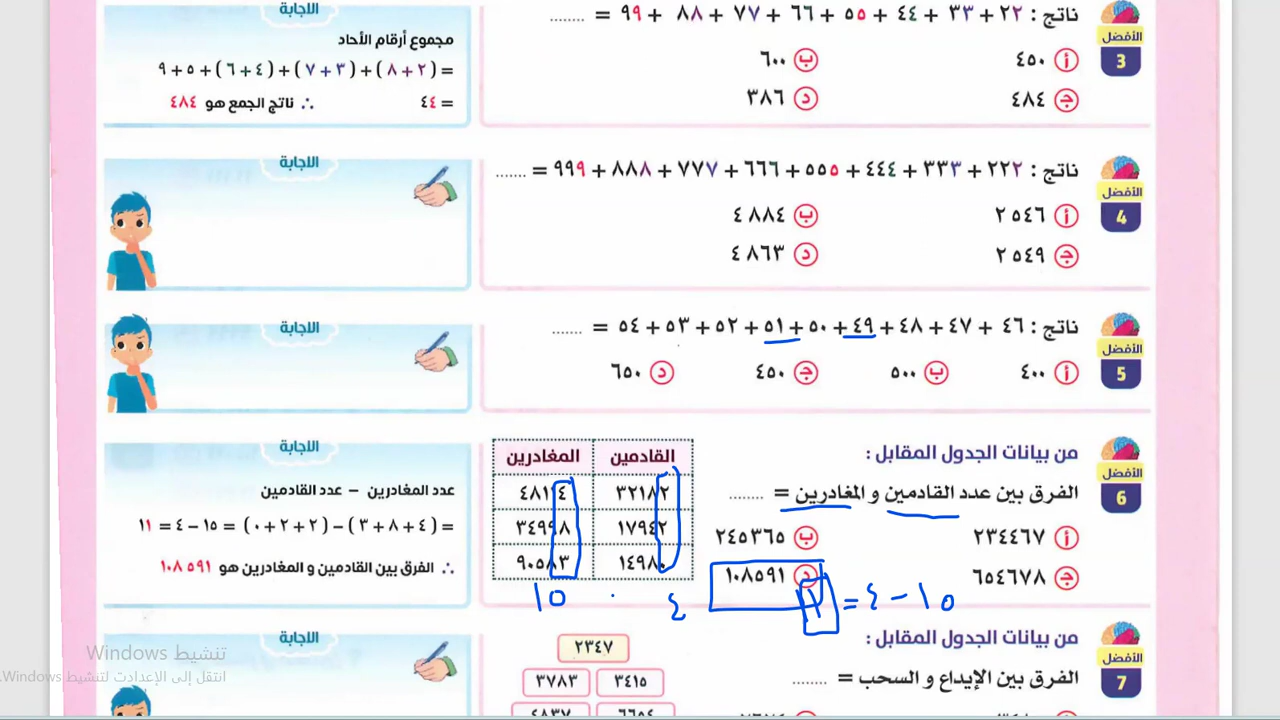 ناتج : ٢٢ + ٣٣ + ٤٤ + ٥٥ + ٦٦ + ٧٧ + ٨٨ + ٩٩ = ........
الأفضل
3
أ ٤٥٠
ب ٦٠٠
ج ٤٨٤
د ٣٨٦
الاجابة
مجموع أرقام الأحاد
= (٢ + ٨) + (٣ + ٧) + (٤ + ٦) + ٥ + ٩
= ٤٤ ∴ ناتج الجمع هو ٤٨٤
ناتج : ٢٢٢ + ٣٣٣ + ٤٤٤ + ٥٥٥ + ٦٦٦ + ٧٧٧ + ٨٨٨ + ٩٩٩ = .......
الأفضل
4
أ ٢٥٤٦
ب ٤٨٨٤
ج ٢٥٤٩
د ٤٨٦٣
الاجابة
ناتج : ٤٦ + ٤٧ + ٤٨ + ٤٩ + ٥٠ + ٥١ + ٥٢ + ٥٣ + ٥٤ = .......
الأفضل
5
أ ٤٠٠
ب ٥٠٠
ج ٤٥٠
د ٦٥٠
الاجابة
من بيانات الجدول المقابل :
الأفضل
6
الفرق بين عدد القادمين و المغادرين = ........
أ ٢٣٤٤٦٧
ب ٢٤٥٣٦٥
ج ٦٥٤٦٧٨
د ١٠٨٥٩١
القادمين المغادرين
٣٢١٨٢ ٤٨١٢٤
١٧٩٤٢ ٣٤٩٩٨
١٤٩٨٠ ٩٠٥٨٣
٤ ١٥
١٥ - ٤ = ١١
الاجابة
عدد المغادرين – عدد القادمين
= (٤ + ٨ + ٣) – (٢ + ٢ + ٠) = ١٥ – ٤ = ١١
∴ الفرق بين القادمين و المغادرين هو ١٠٨٥٩١
من بيانات الجدول المقابل :
الأفضل
7
الفرق بين الإيداع و السحب = ........
٢٣٤٧
٣٤١٥ ٣٧٨٣
٦٦٥٤ ٤٨٣٧
الاجابة
تنشيط Windows
انتقل إلى الإعدادت لتنشيط Windows.